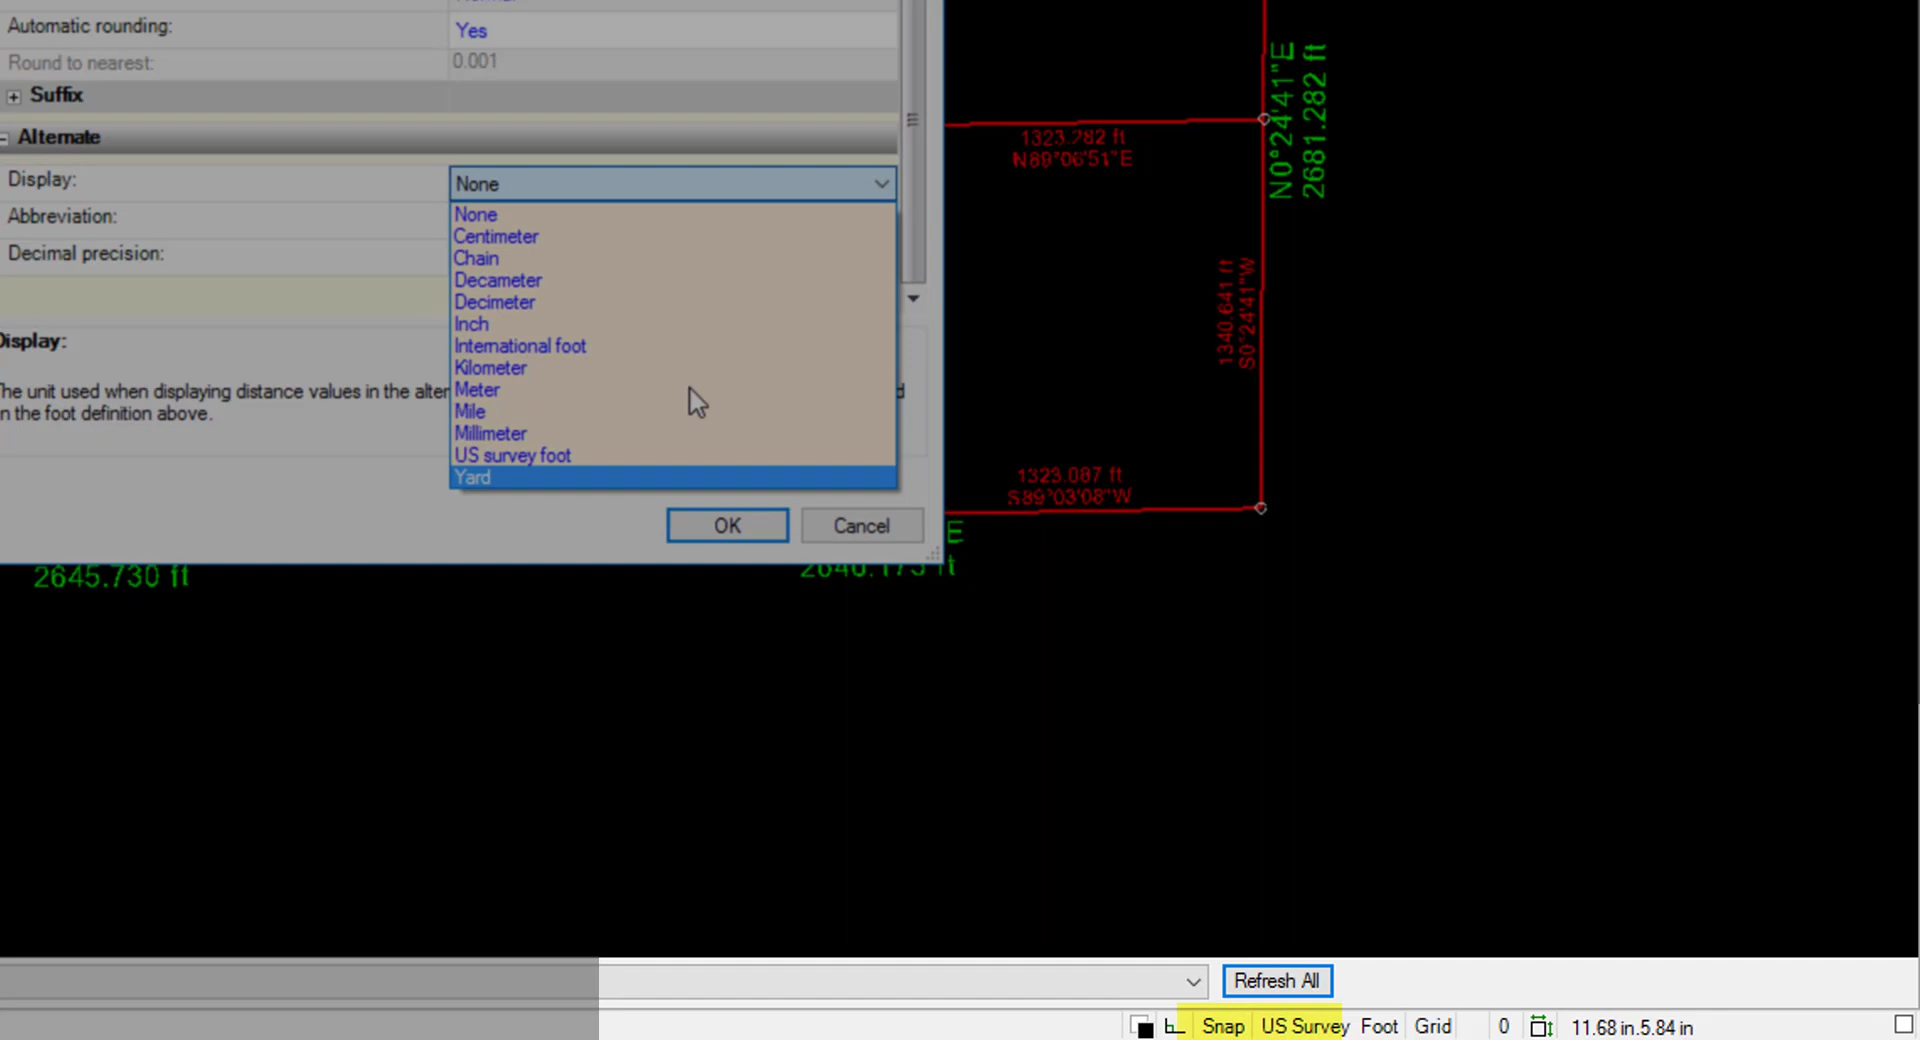 Automatic rounding:
Yes
Round to nearest:
0.001
Suffix
Alternate
Display:
None
Abbreviation:
Decimal precision:
None
Centimeter
Chain
Decameter
Decimeter
Inch
International foot
Kilometer
Meter
Mile
Millimeter
US survey foot
Yard
Display:
he unit used when displaying distance values in the alter
n the foot definition above.
OK
Cancel
2645.730 ft
1323.282 ft
N89°06'51"E
N0°24'41"E
2681.282 ft
1340.641 ft
S0°24'41"W
1323.087 ft
S89°03'08"W
E
Refresh All
Snap
US Survey Foot
Grid
0
11.68 in.5.84 in